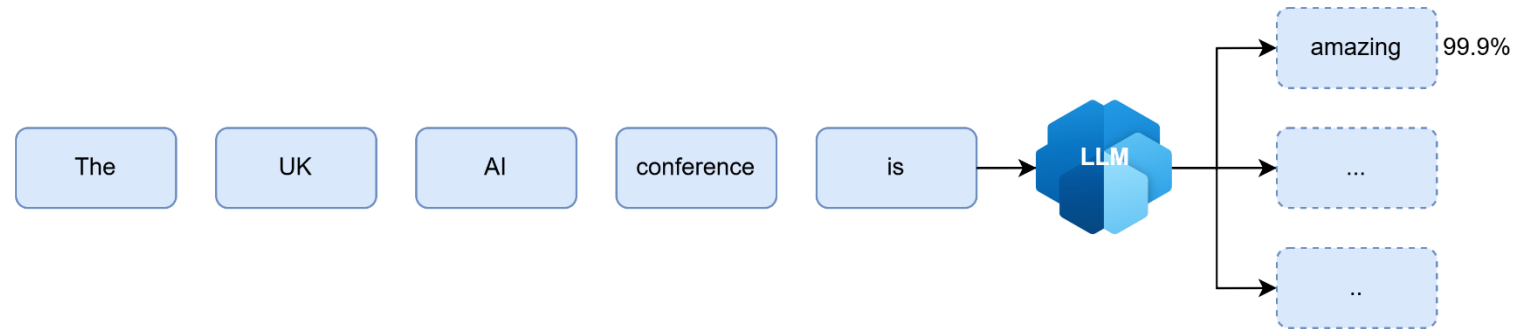 The
UK
AI
conference
is
LLM
amazing
99.9%
...
..